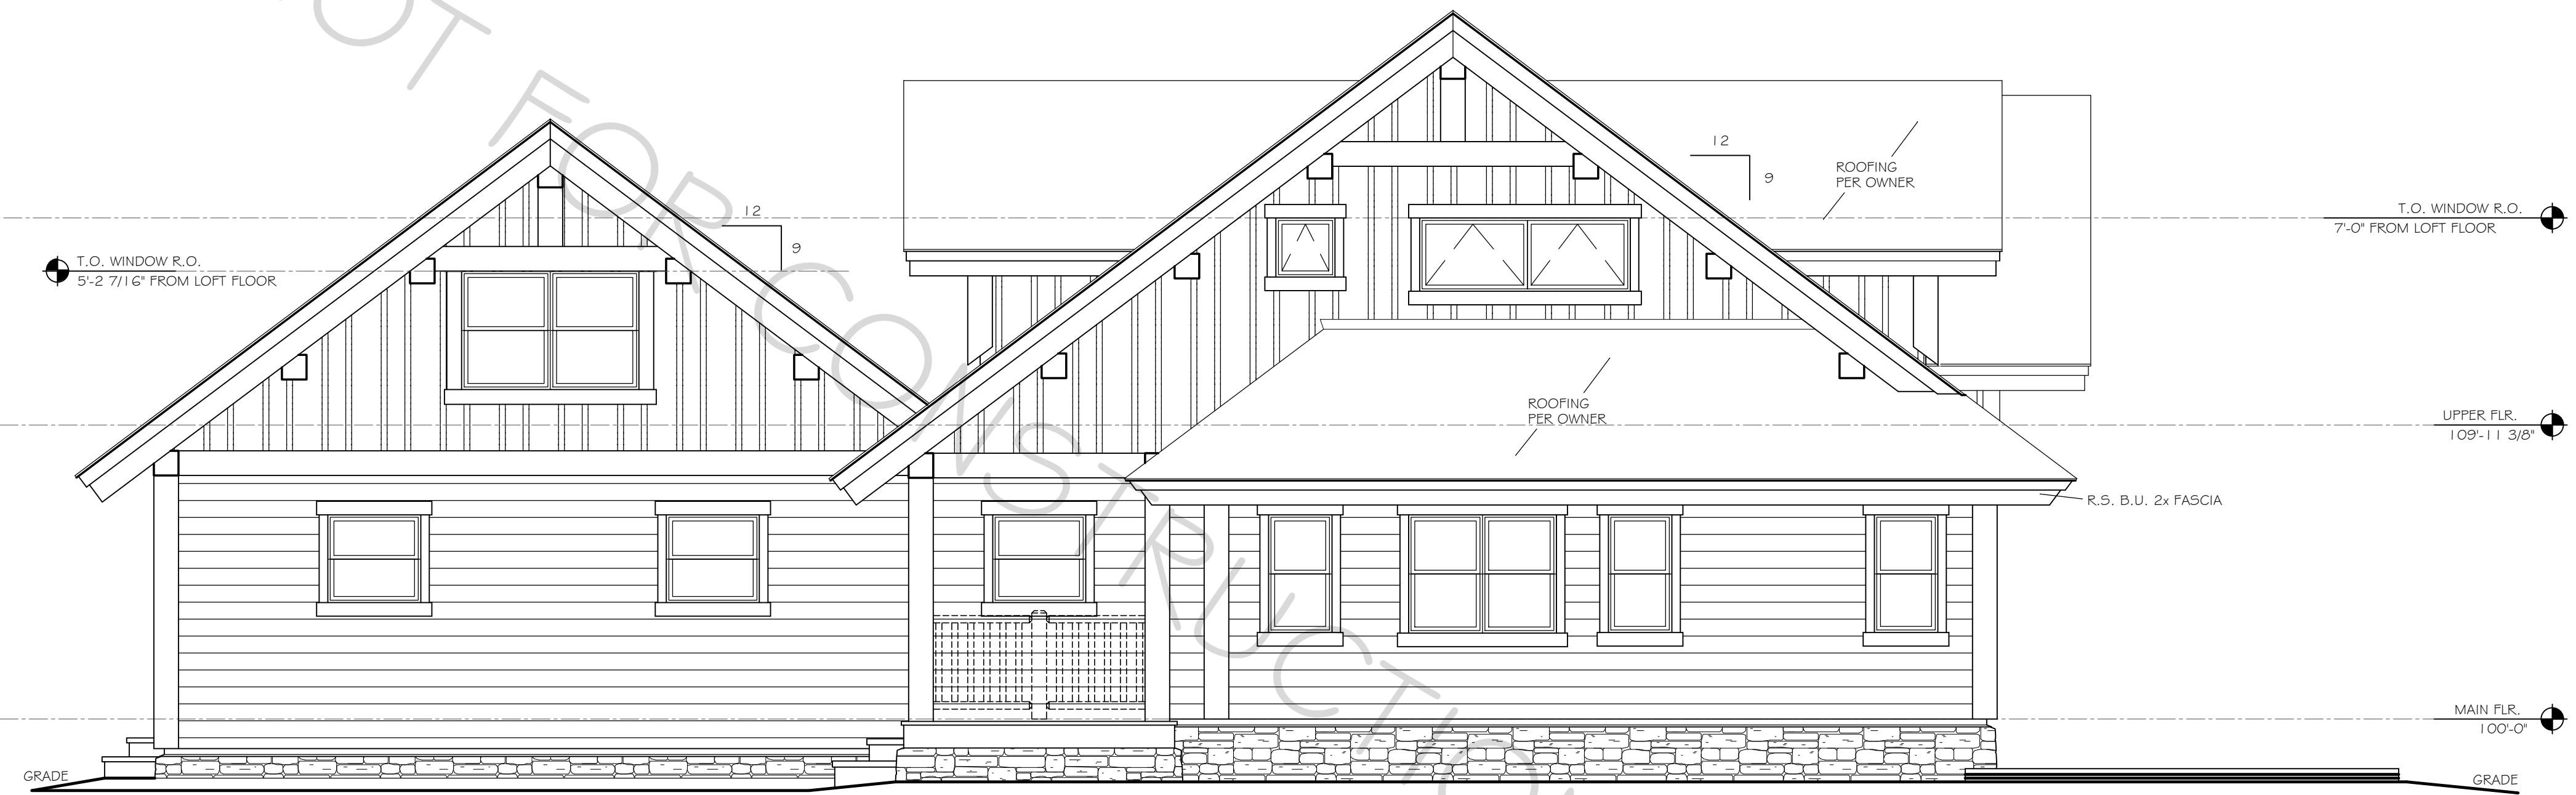 NOT FOR CONSTRUCTION
12
9
ROOFING
PER OWNER
12
9
T.O. WINDOW R.O.
7'-0" FROM LOFT FLOOR
T.O. WINDOW R.O.
5'-2 7/16" FROM LOFT FLOOR
ROOFING
PER OWNER
UPPER FLR.
109'-11 3/8"
R.S. B.U. 2x FASCIA
MAIN FLR.
100'-0"
GRADE
GRADE